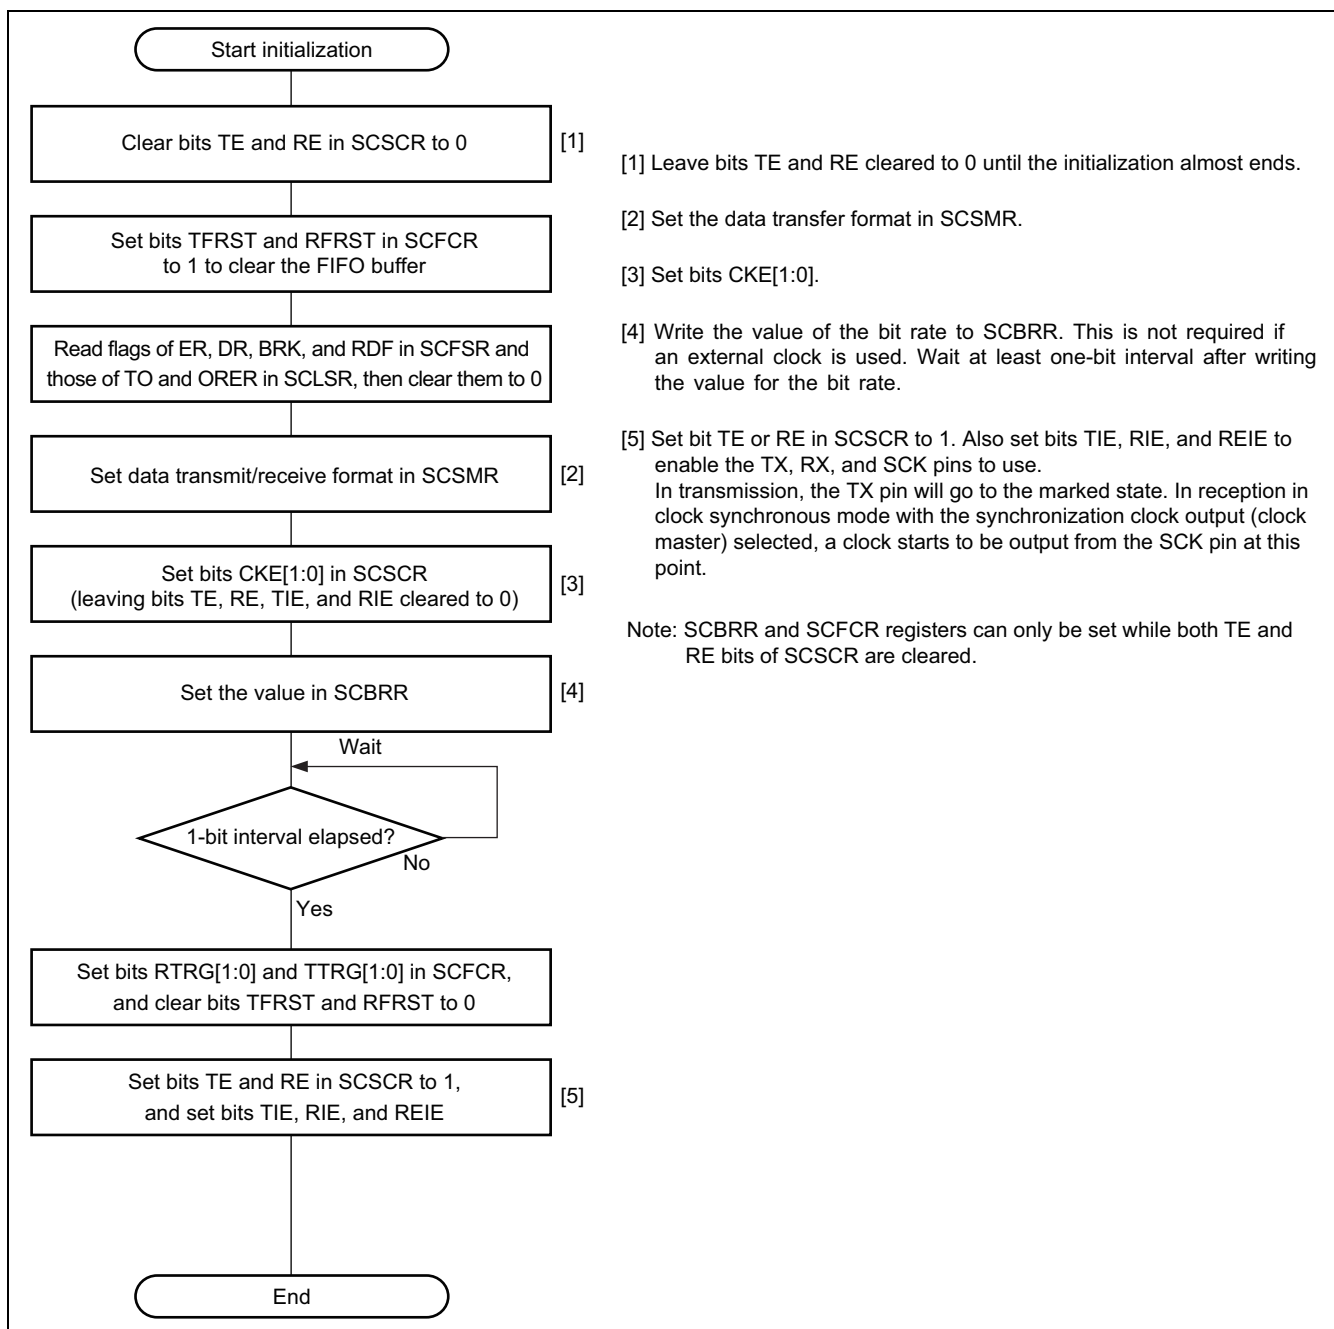 Start initialization
Clear bits TE and RE in SCSCR to 0
[1]
Set bits TFRST and RFRST in SCFCR
to 1 to clear the FIFO buffer
Read flags of ER, DR, BRK, and RDF in SCFSR and
those of TO and ORER in SCLSR, then clear them to 0
Set data transmit/receive format in SCSMR
[2]
Set bits CKE[1:0] in SCSCR
(leaving bits TE, RE, TIE, and RIE cleared to 0)
[3]
Set the value in SCBRR
[4]
Wait
1-bit interval elapsed?
No
Yes
Set bits RTRG[1:0] and TTRG[1:0] in SCFCR,
and clear bits TFRST and RFRST to 0
Set bits TE and RE in SCSCR to 1,
and set bits TIE, RIE, and REIE
[5]
End
[1] Leave bits TE and RE cleared to 0 until the initialization almost ends.
[2] Set the data transfer format in SCSMR.
[3] Set bits CKE[1:0].
[4] Write the value of the bit rate to SCBRR. This is not required if
an external clock is used. Wait at least one-bit interval after writing
the value for the bit rate.
[5] Set bit TE or RE in SCSCR to 1. Also set bits TIE, RIE, and REIE to
enable the TX, RX, and SCK pins to use.
In transmission, the TX pin will go to the marked state. In reception in
clock synchronous mode with the synchronization clock output (clock
master) selected, a clock starts to be output from the SCK pin at this
point.
Note: SCBRR and SCFCR registers can only be set while both TE and
RE bits of SCSCR are cleared.